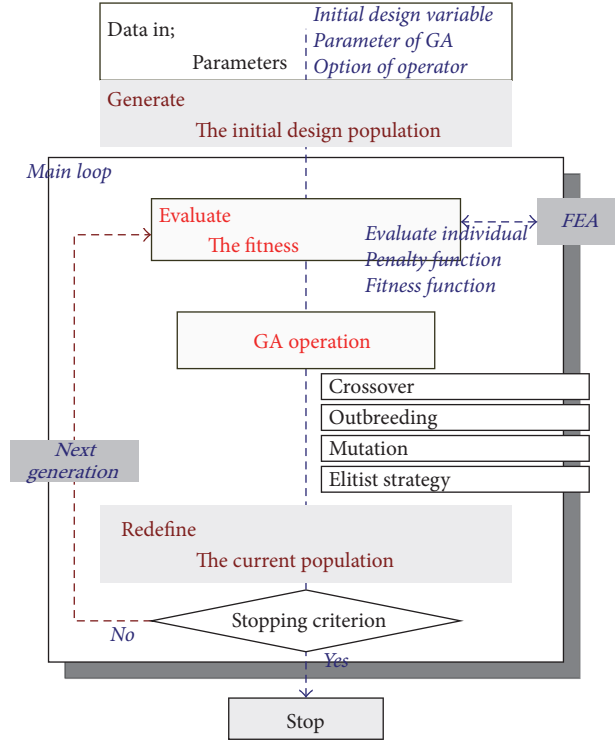 Data in;
Parameters
Initial design variable
Parameter of GA
Option of operator
Generate
The initial design population
Main loop
Evaluate
The fitness
FEA
Evaluate individual
Penalty function
Fitness function
GA operation
Crossover
Outbreeding
Mutation
Elitist strategy
Next
generation
Redefine
The current population
Stopping criterion
No
Yes
Stop